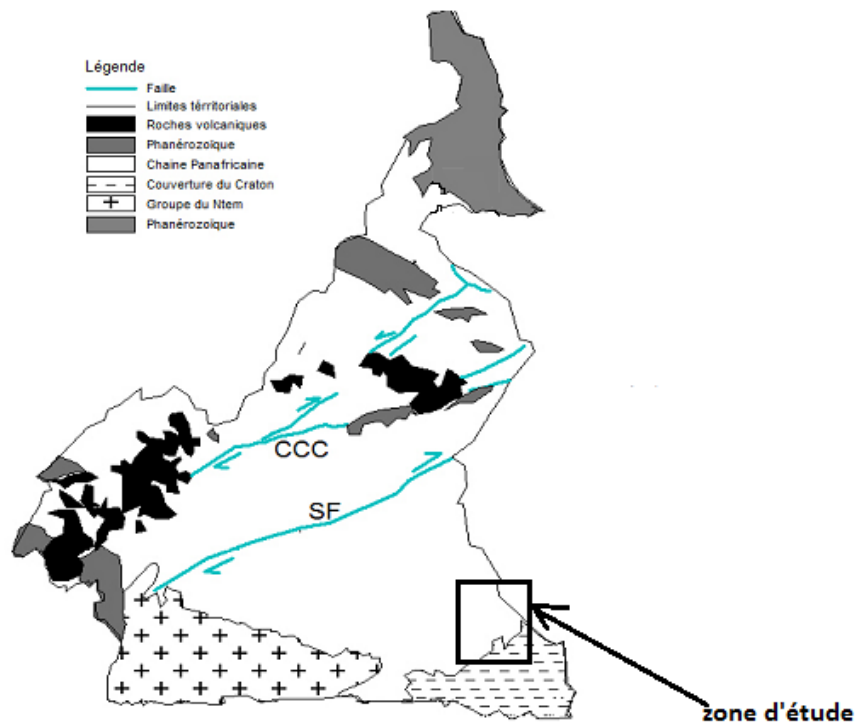 Légende
Faille
Limites térritoriales
Roches volcaniques
Phanérozoïque
Chaine Panafricaine
Couverture du Craton
Groupe du Ntem
Phanérozoïque
CCC
SF
zone d'étude